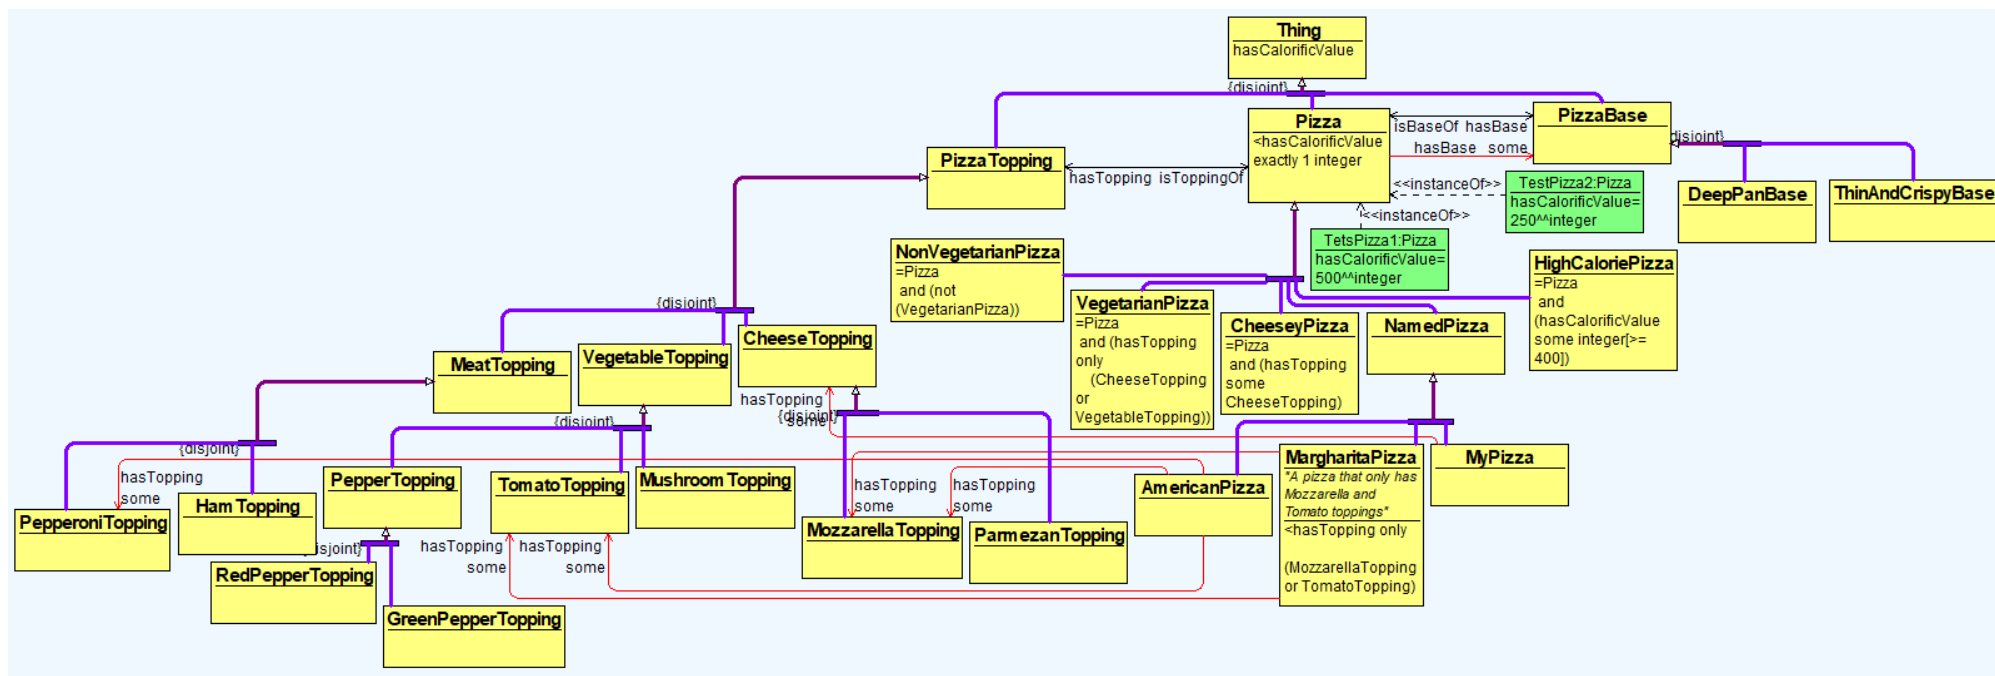 Thing
hasCalorificValue
{disjoint}
Pizza
<hasCalorificValue
exactly 1 integer
isBaseOf hasBase
hasBase some
PizzaBase
{disjoint}
PizzaTopping
hasTopping isToppingOf
<<instanceOf>>
TestPizza2:Pizza
hasCalorificValue=
250^^integer
DeepPanBase
ThinAndCrispyBase
<<instanceOf>>
TetsPizza1:Pizza
hasCalorificValue=
500^^integer
NonVegetarianPizza
=Pizza
and (not
(VegetarianPizza))
VegetarianPizza
=Pizza
and (hasTopping
only
(CheeseTopping
or
VegetableTopping))
CheeseyPizza
=Pizza
and (hasTopping
some
CheeseTopping)
NamedPizza
HighCaloriePizza
=Pizza
and
(hasCalorificValue
some integer[>=
400])
{disjoint}
MeatTopping
VegetableTopping
CheeseTopping
hasTopping
some
{disjoint}
{disjoint}
{disjoint}
PepperoniTopping
hasTopping
some
HamTopping
PepperTopping
TomatoTopping
MushroomTopping
hasTopping
some
hasTopping
some
MozzarellaTopping
ParmezanTopping
AmericanPizza
MargharitaPizza
"A pizza that only has
Mozzarella and
Tomato toppings"
<hasTopping only
(MozzarellaTopping
or TomatoTopping)
MyPizza
disjoint}
RedPepperTopping
GreenPepperTopping
hasTopping
some
hasTopping
some